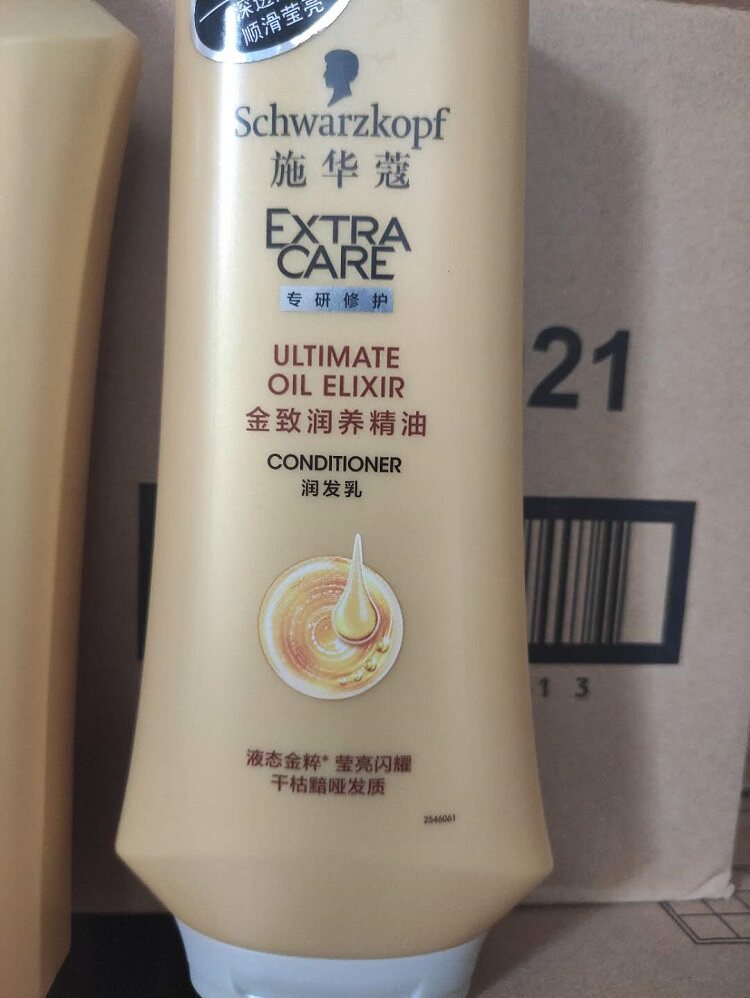 顺滑莹亮
Schwarzkopf
施华蔻
EXTRA
CARE
专研修护
ULTIMATE
OIL ELIXIR
金致润养精油
CONDITIONER
润发乳
液态金粹* 莹亮闪耀
干枯黯哑发质
2546061
21
1 3